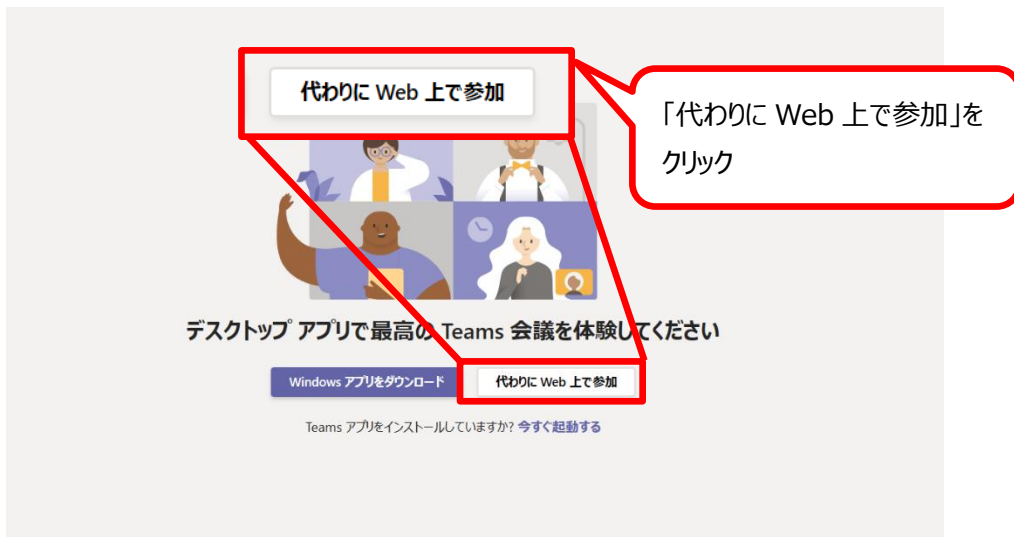 代わりに Web 上で参加
「代わりに Web 上で参加」を
クリック
デスクトップ アプリで最高の Teams 会議を体験してください
Windows アプリをダウンロード
代わりに Web 上で参加
Teams アプリをインストールしていますか? 今すぐ起動する